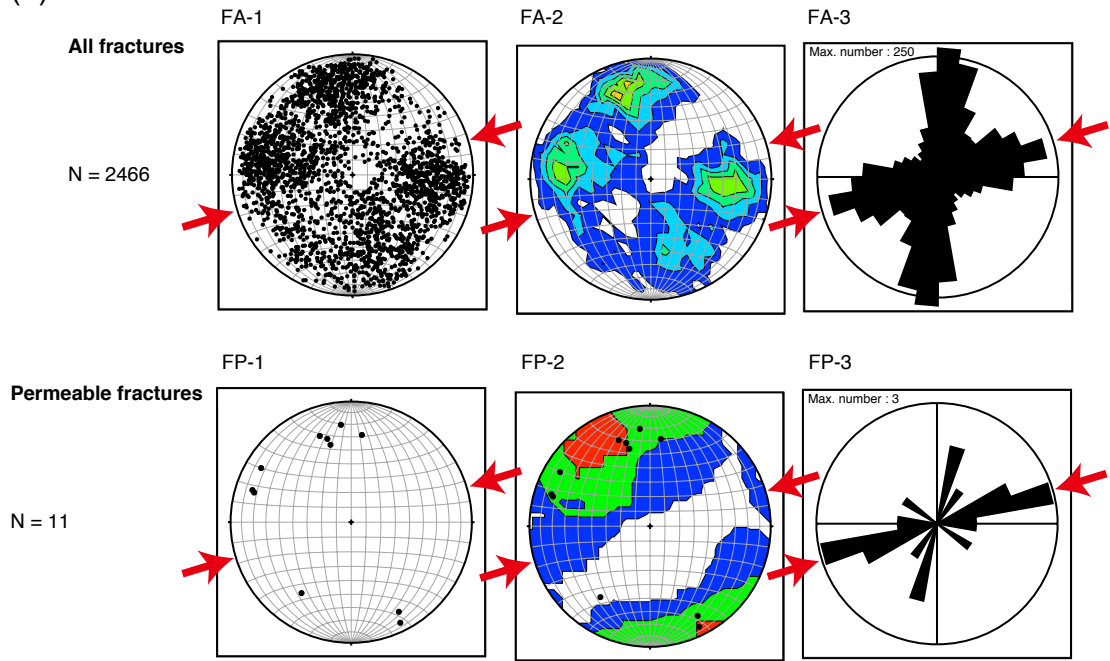 FA-1 FA-2 FA-3
All fractures
Max. number : 250
N = 2466
FP-1 FP-2 FP-3
Permeable fractures
Max. number : 3
N = 11